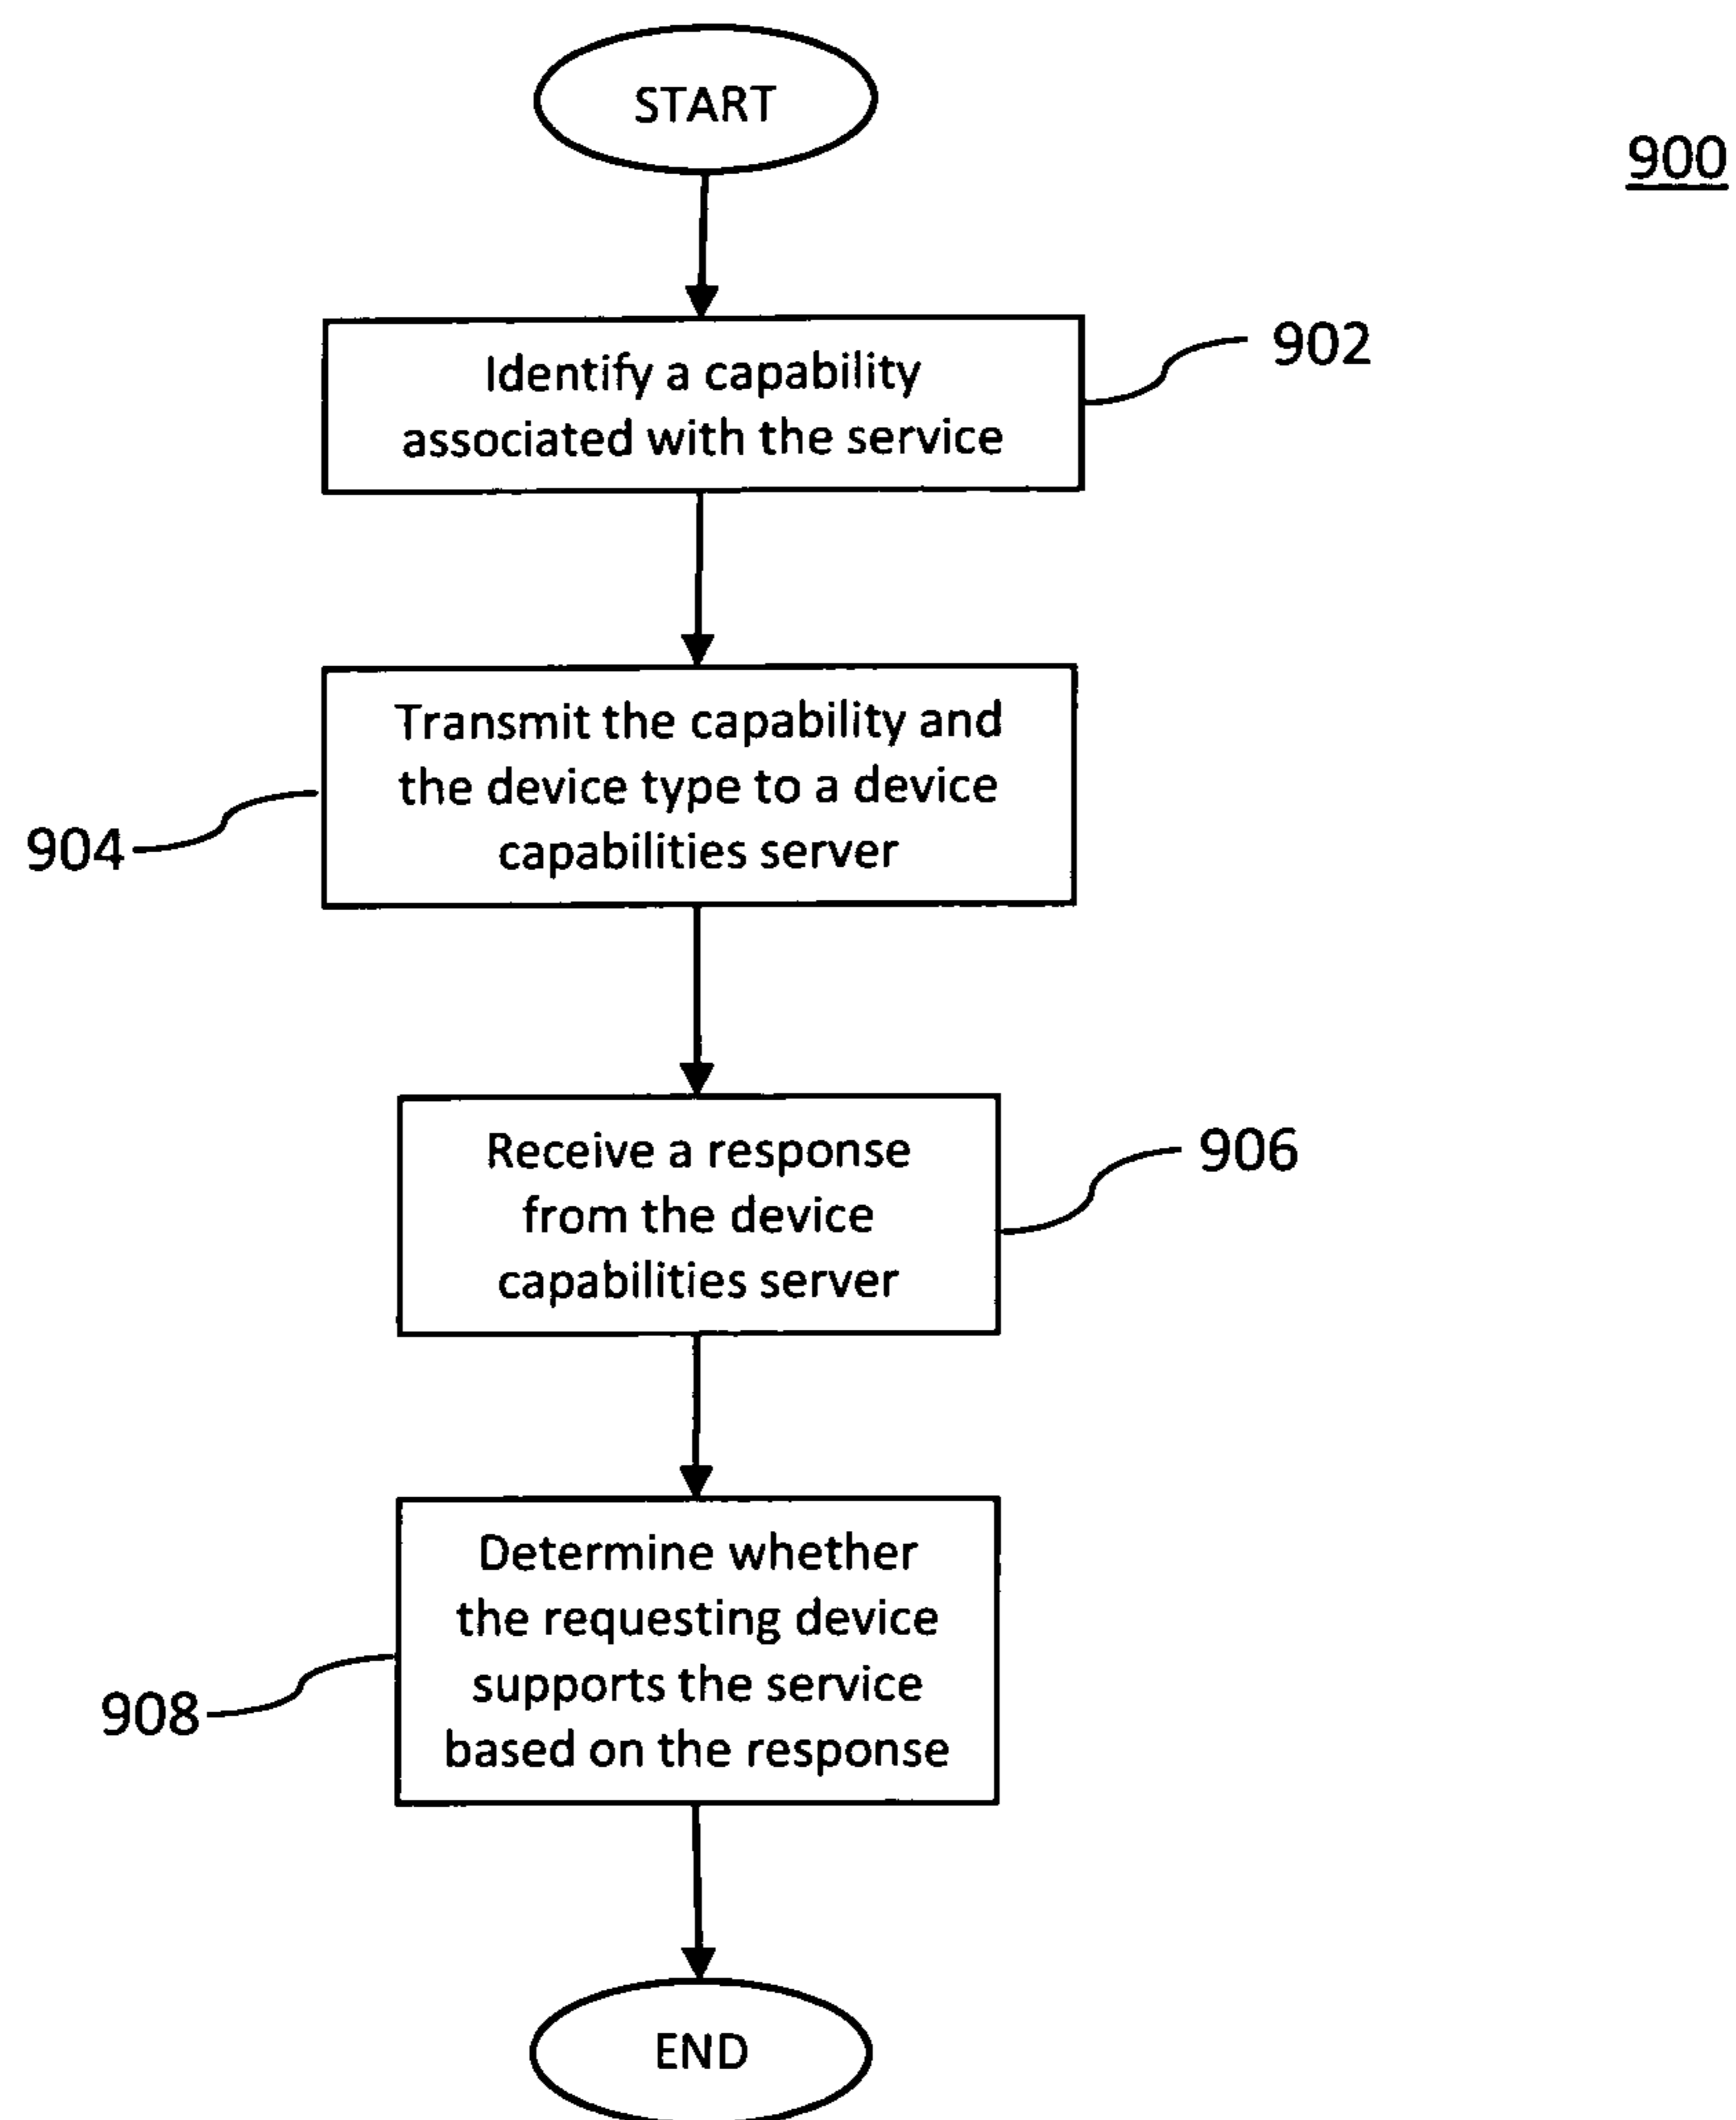 START
900
Identify a capability
associated with the service
902
Transmit the capability and
the device type to a device
capabilities server
904
Receive a response
from the device
capabilities server
906
Determine whether
the requesting device
supports the service
based on the response
908
END